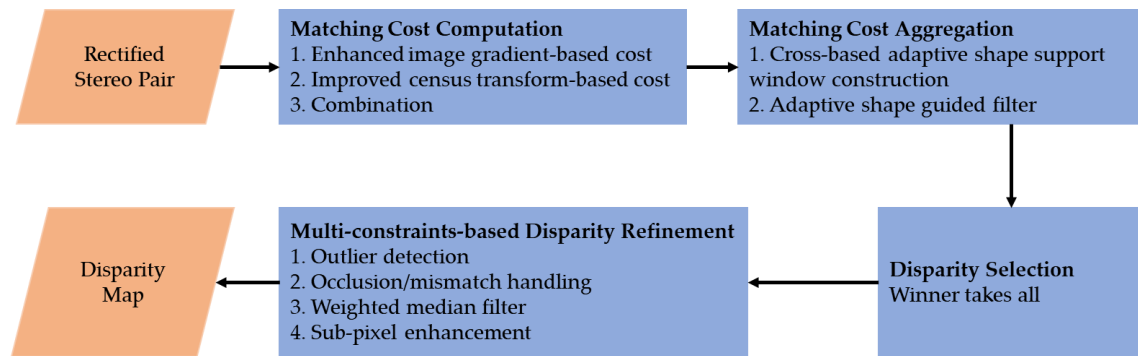 Rectified
Stereo Pair
Matching Cost Computation
1. Enhanced image gradient-based cost
2. Improved census transform-based cost
3. Combination
Matching Cost Aggregation
1. Cross-based adaptive shape support
window construction
2. Adaptive shape guided filter
Disparity Selection
Winner takes all
Multi-constraints-based Disparity Refinement
1. Outlier detection
2. Occlusion/mismatch handling
3. Weighted median filter
4. Sub-pixel enhancement
Disparity
Map